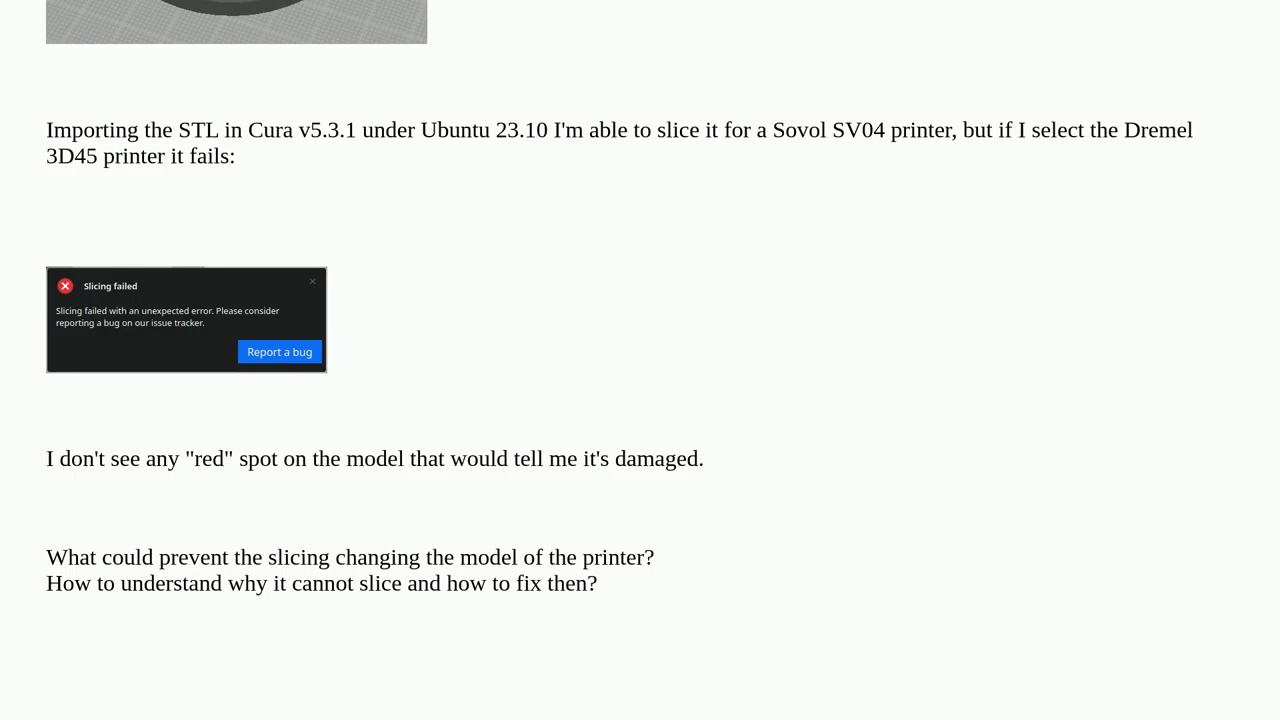 Importing the STL in Cura v5.3.1 under Ubuntu 23.10 I'm able to slice it for a Sovol SV04 printer, but if I select the Dremel
3D45 printer it fails:
Slicing failed
Slicing failed with an unexpected error. Please consider
reporting a bug on our issue tracker.
Report a bug
I don't see any "red" spot on the model that would tell me it's damaged.
What could prevent the slicing changing the model of the printer?
How to understand why it cannot slice and how to fix then?